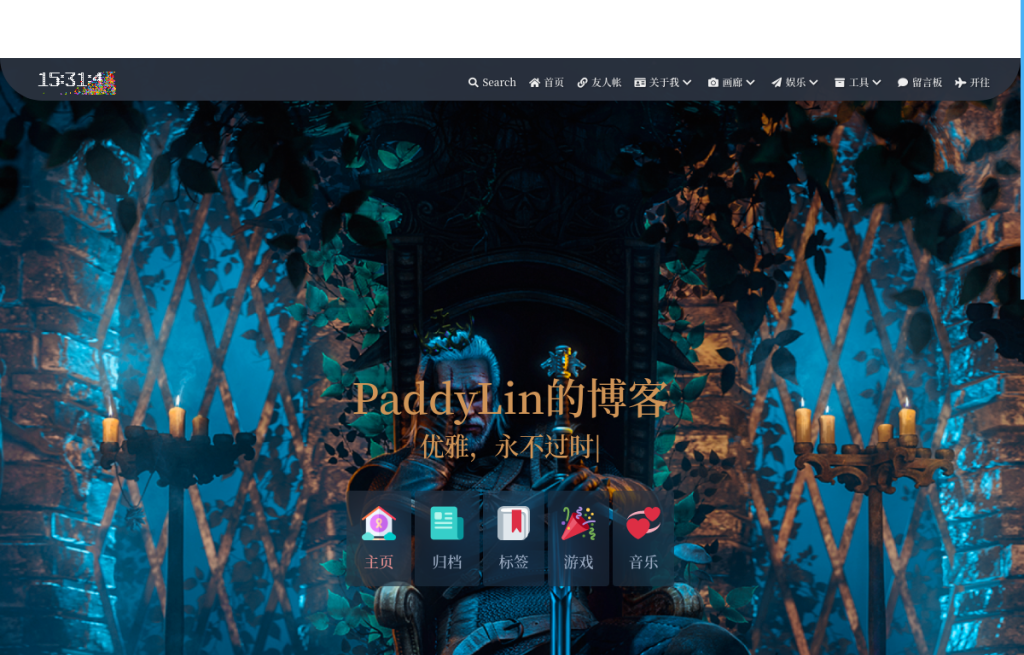 15:31:4
Search 首页 友人帐 关于我 画廊 娱乐 工具 留言板 开往
PaddyLin的博客
优雅，永不过时|
主页 归档 标签 游戏 音乐